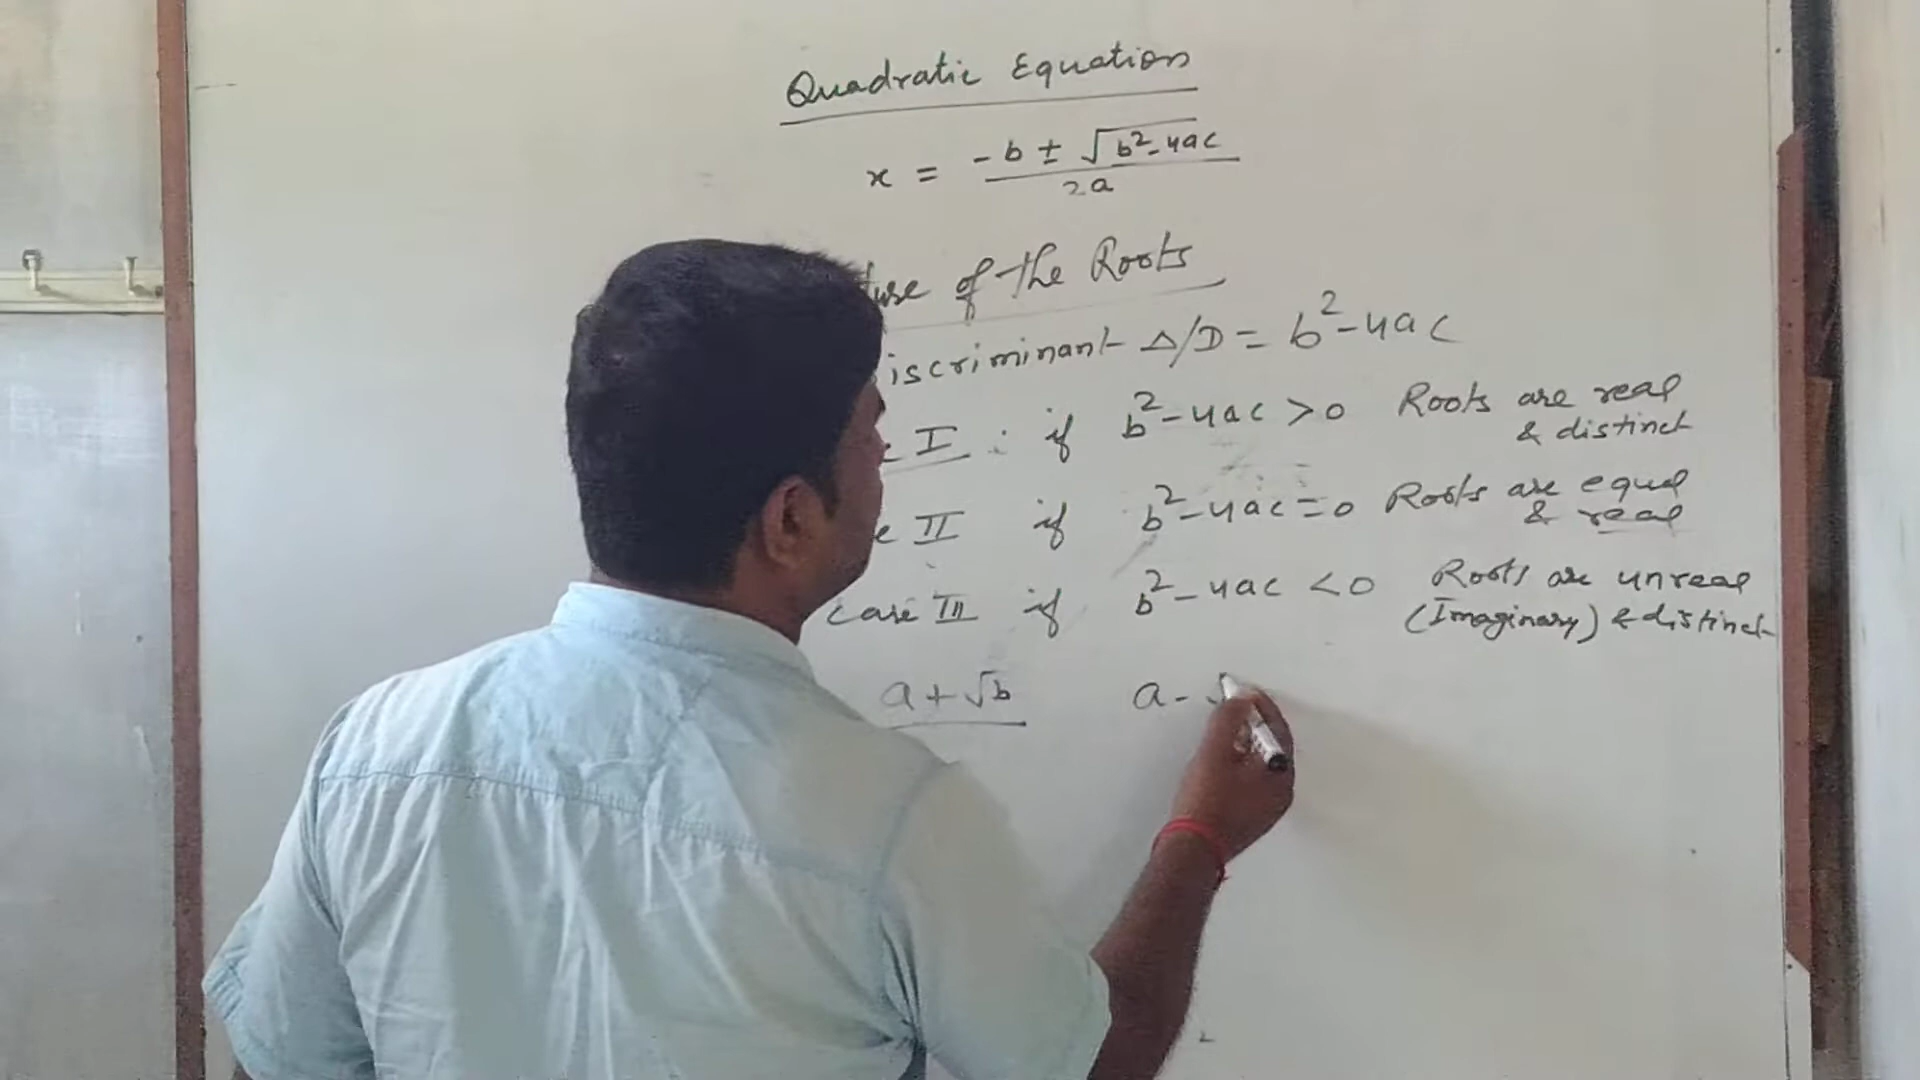 Quadratic Equation
x = -b ± √b²-4ac / 2a
of the Roots
iscriminant Δ/D = b²-4ac
I : if b²-4ac >0 Roots are real
& distinct
e II if b²-4ac=0 Roots are equal
& real
case III if b²-4ac <0 Roots are unreal
(Imaginary) & distinct
a+√b a-√